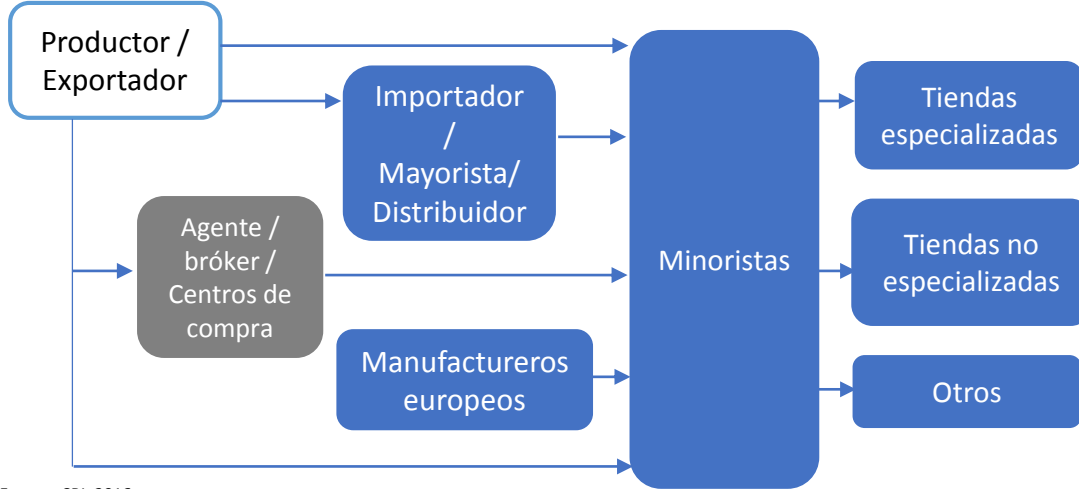 Productor /
Exportador
Importador
/
Mayorista/
Distribuidor
Agente /
bróker /
Centros de
compra
Manufactureros
europeos
Minoristas
Tiendas
especializadas
Tiendas no
especializadas
Otros